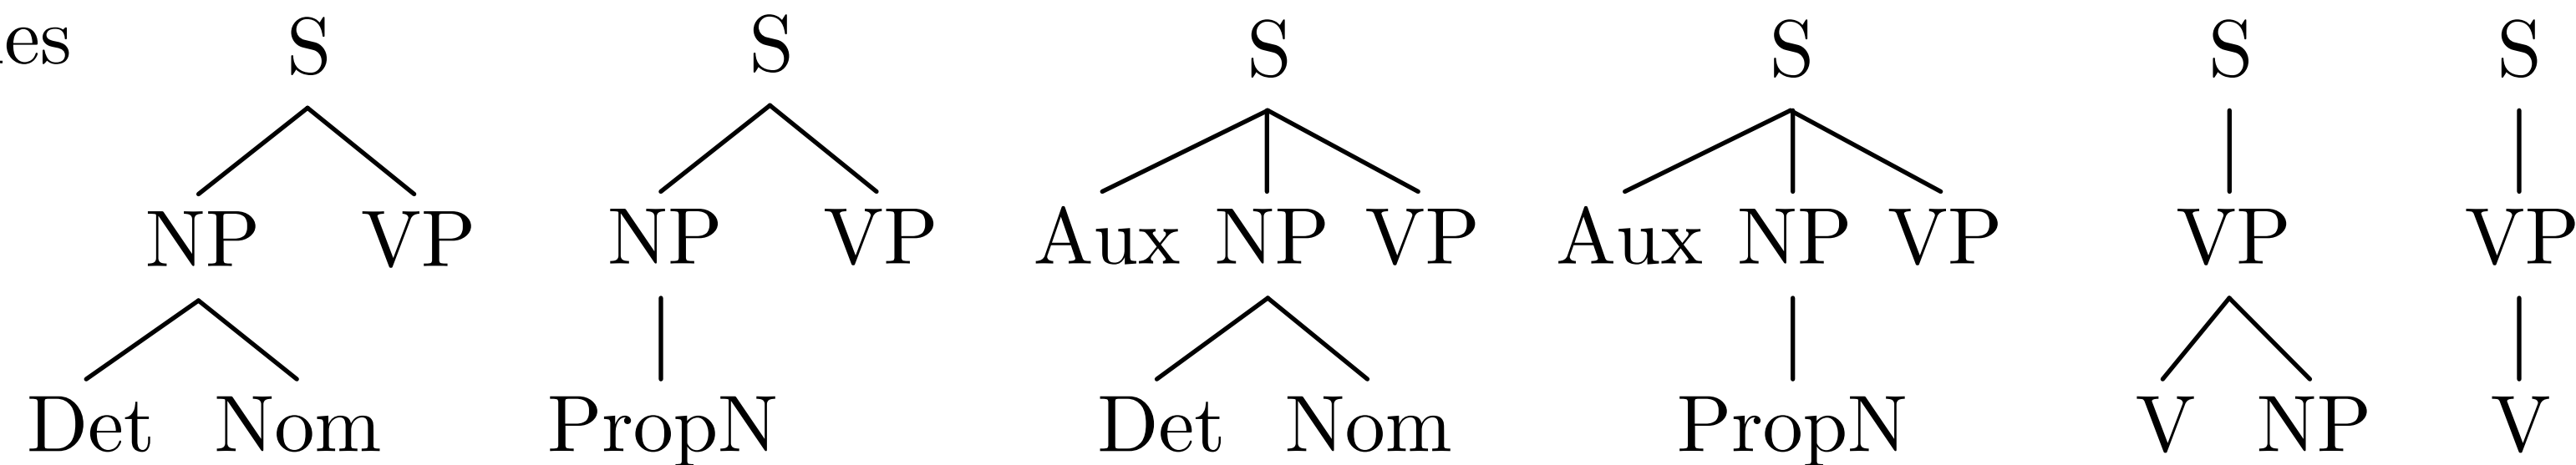 es S S S S S S
NP VP NP VP Aux NP VP Aux NP VP VP VP
Det Nom PropN Det Nom PropN V NP V